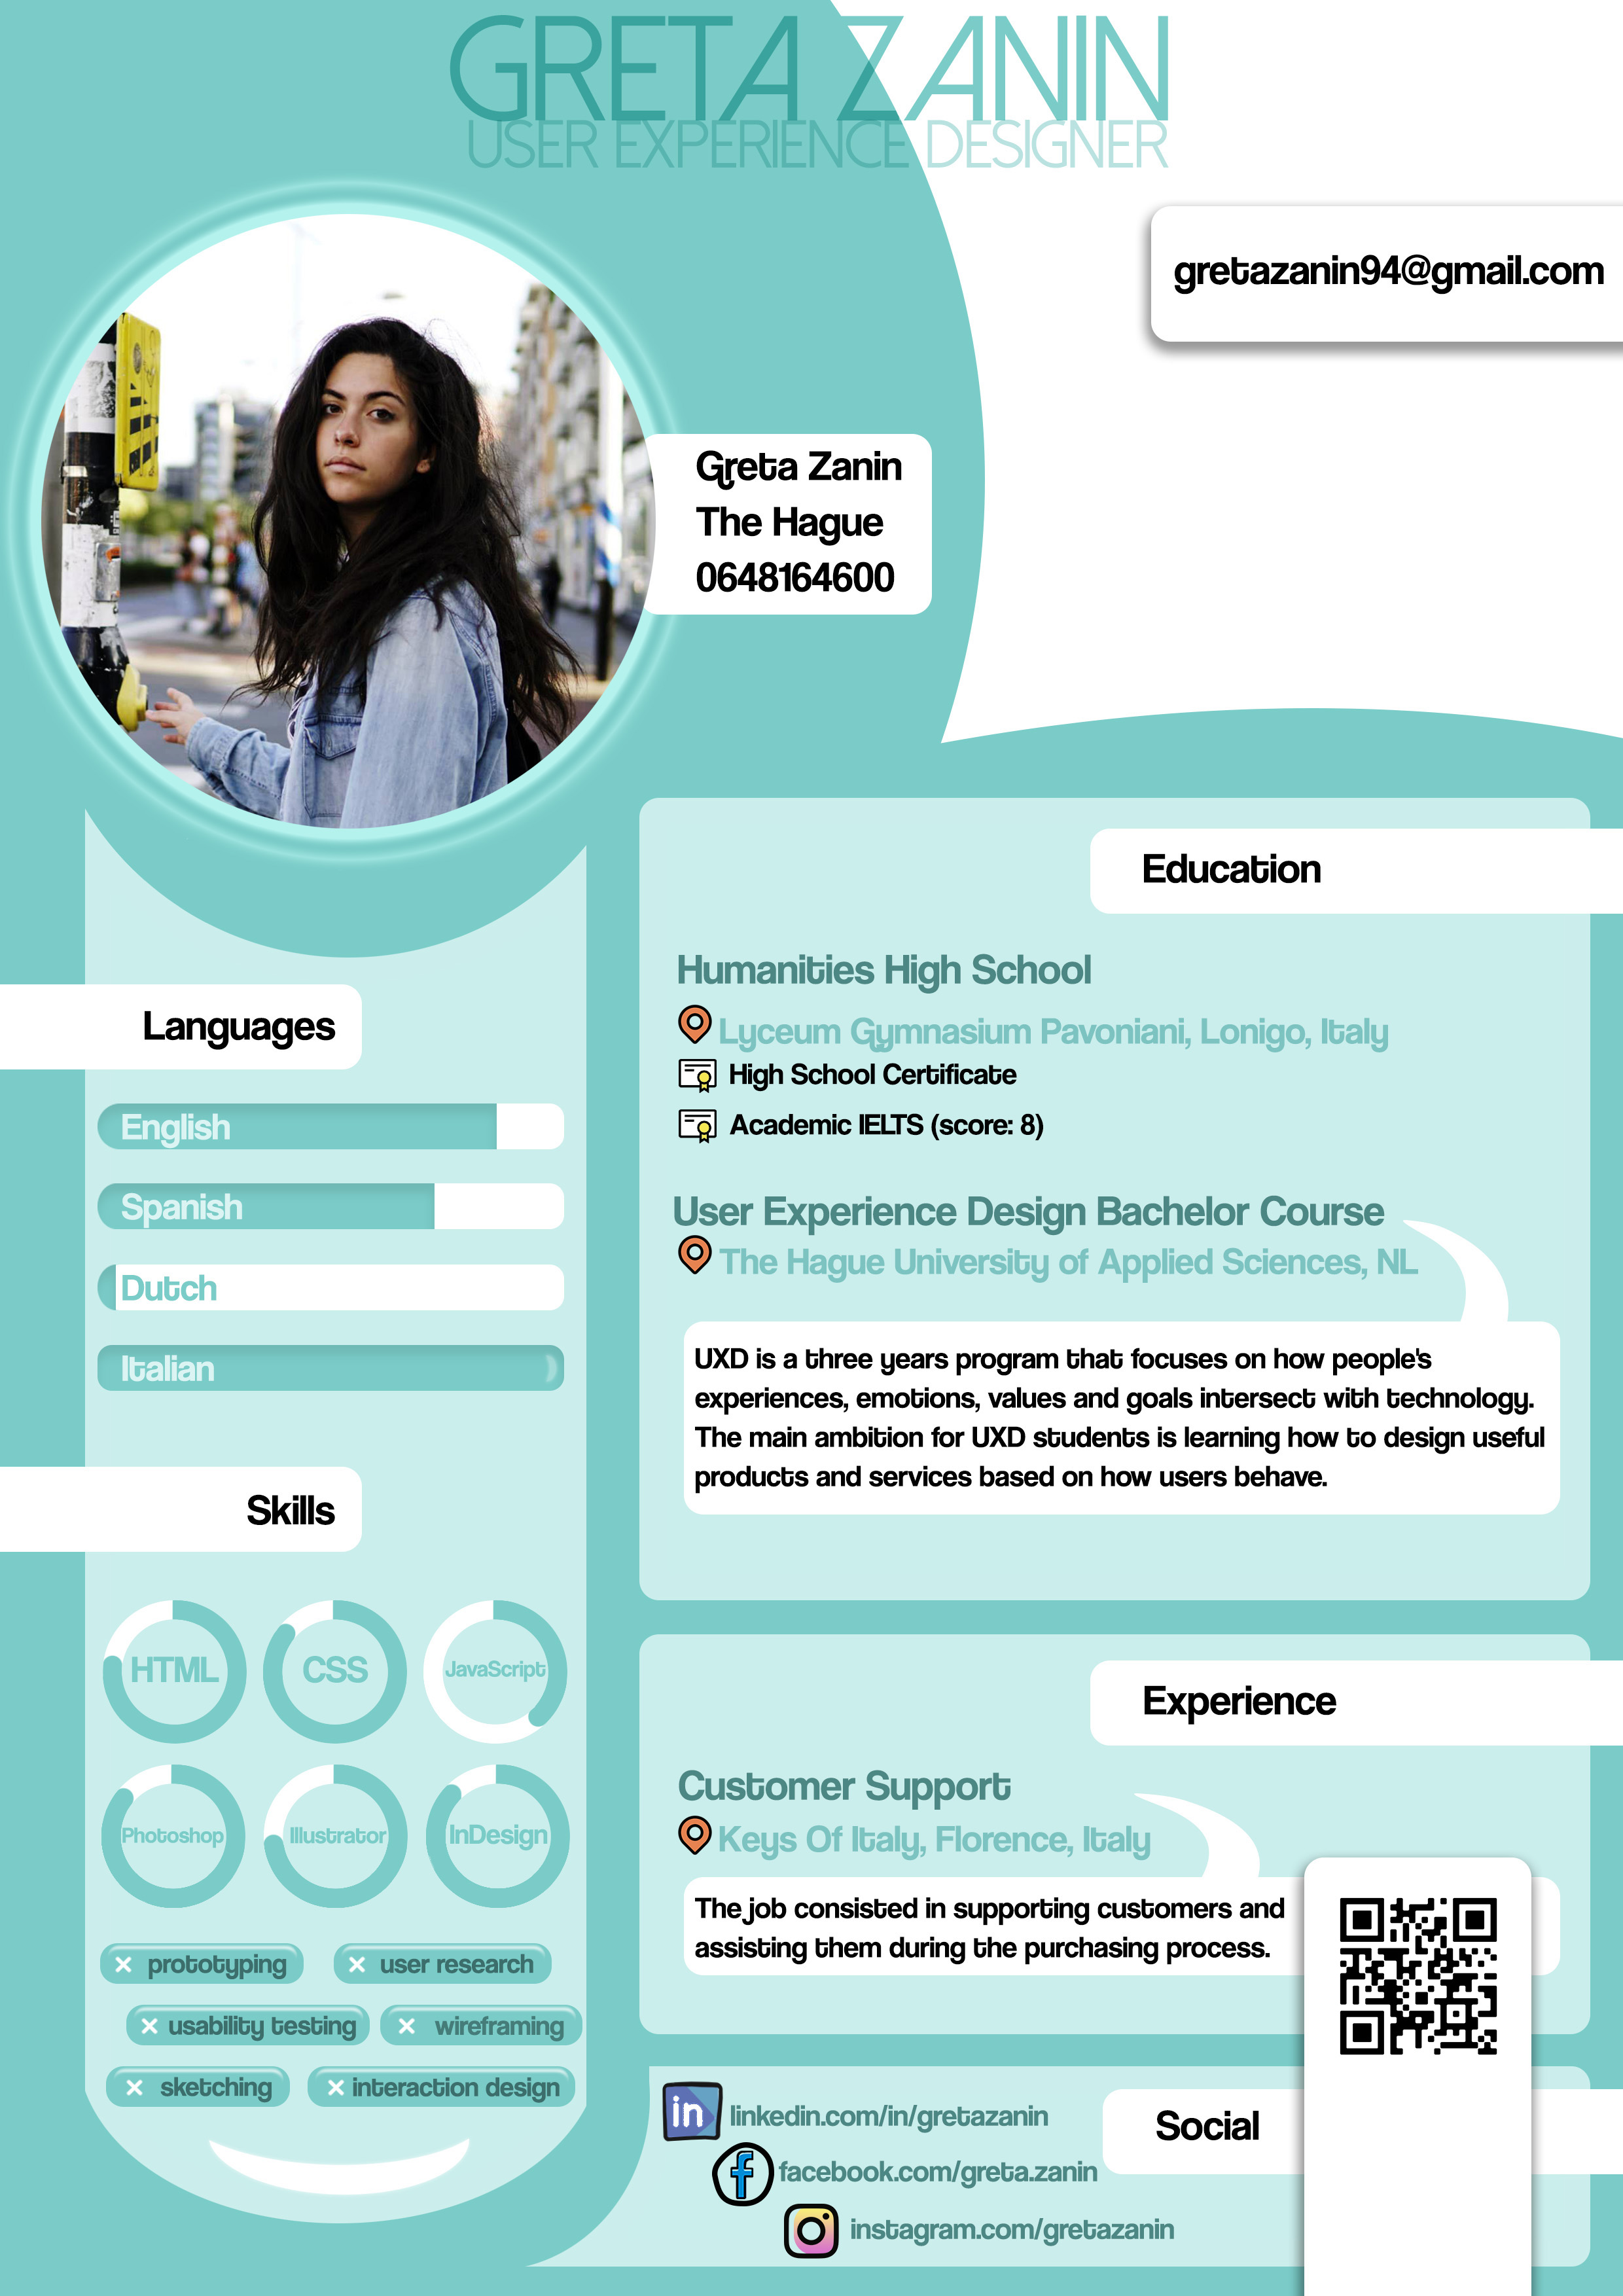 GRETA ZANIN
USER EXPERIENCE DESIGNER
gretazanin94@gmail.com
Greta Zanin
The Hague
0648164600
Languages
English
Spanish
Dutch
Italian
Skills
HTML
CSS
JavaScript
Photoshop
Illustrator
InDesign
prototyping
user research
usability testing
wireframing
sketching
interaction design
Education
Humanities High School
Lyceum Gymnasium Pavoniani, Lonigo, Italy
High School Certificate
Academic IELTS (score: 8)
User Experience Design Bachelor Course
The Hague University of Applied Sciences, NL
UXD is a three years program that focuses on how people's
experiences, emotions, values and goals intersect with technology.
The main ambition for UXD students is learning how to design useful
products and services based on how users behave.
Experience
Customer Support
Keys Of Italy, Florence, Italy
The job consisted in supporting customers and
assisting them during the purchasing process.
Social
in
linkedin.com/in/gretazanin
f
facebook.com/greta.zanin
instagram.com/gretazanin